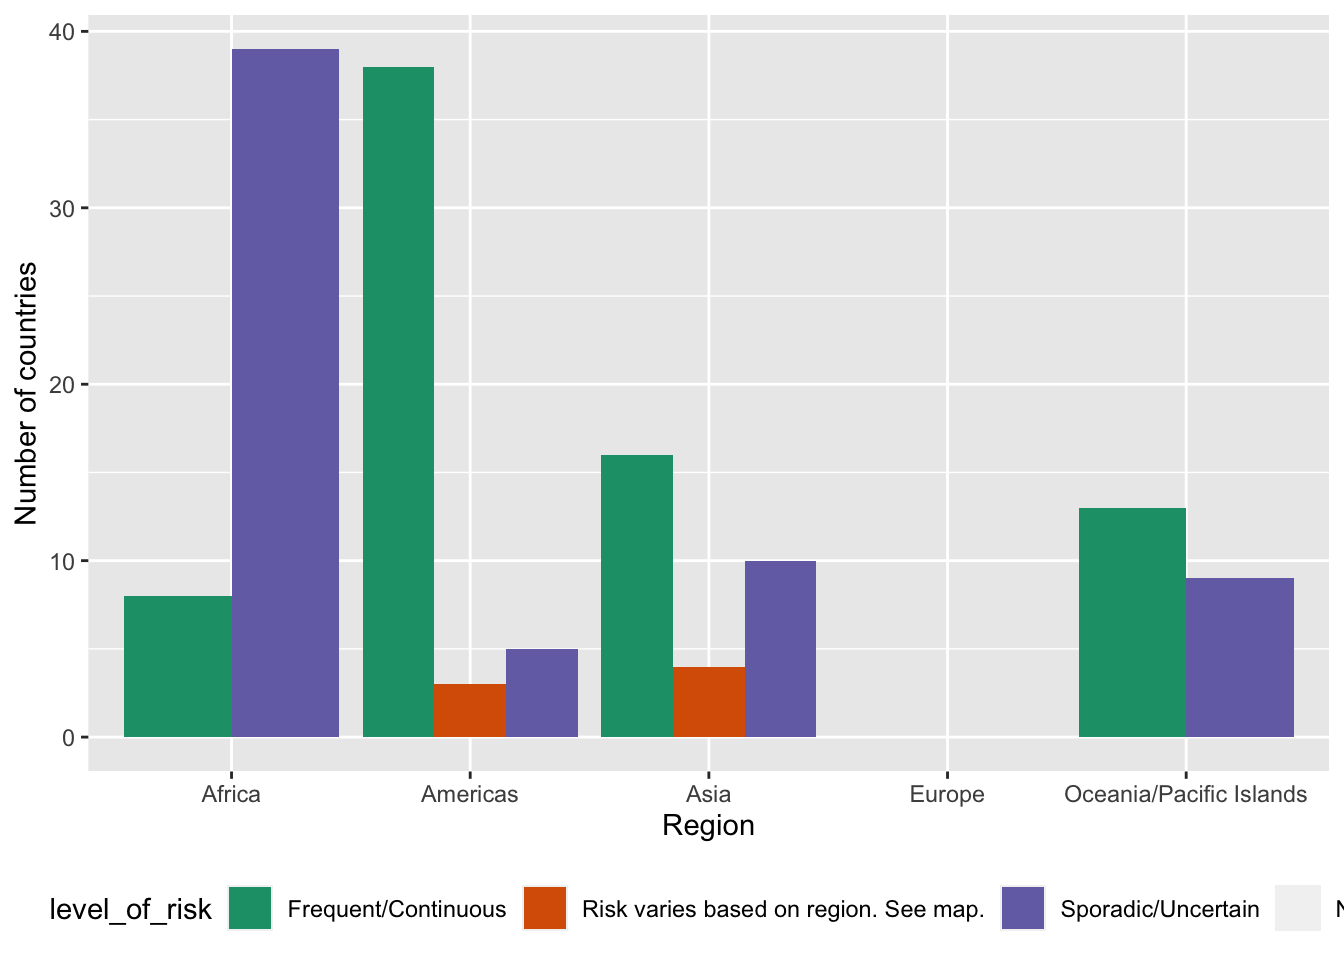 40
30
20
10
0
Number of countries
Africa Americas Asia Europe Oceania/Pacific Islands
Region
level_of_risk Frequent/Continuous Risk varies based on region. See map. Sporadic/Uncertain